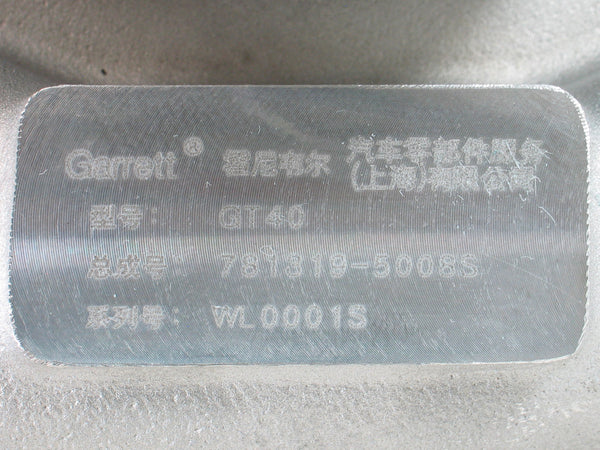 Garrett® 霍尼韦尔 汽车零部件服务
(上海)有限公司
型号: GT40
总成号 781319-5008S
系列号: WL0001S